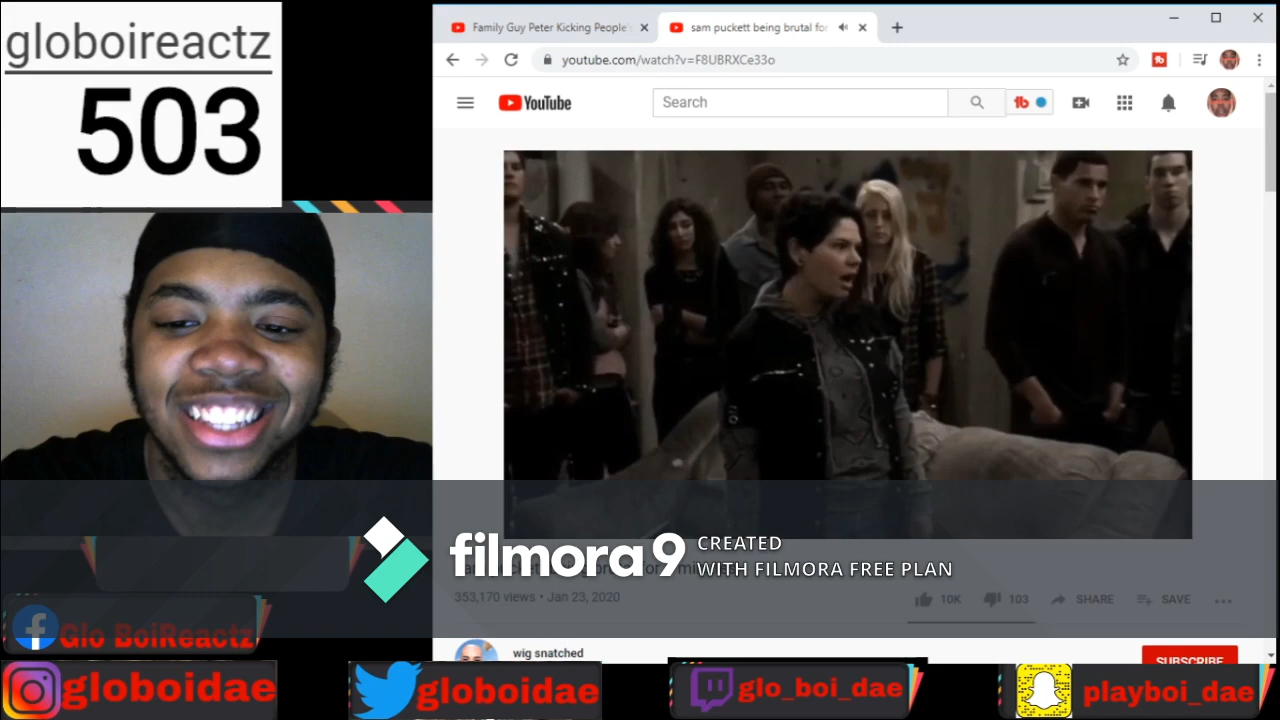 globoireactz
503
Family Guy Peter Kicking People'
sam puckett being brutal for
youtube.com/watch?v=F8UBRXCe33o
YouTube
Search
filmora9
CREATED
WITH FILMORA FREE PLAN
353,170 views • Jan 23, 2020
10K
103
SHARE
SAVE
wig snatched
SUBSCRIBE
Glo BoiReactz
globoidae
globoidae
glo_boi_dae
playboi_dae